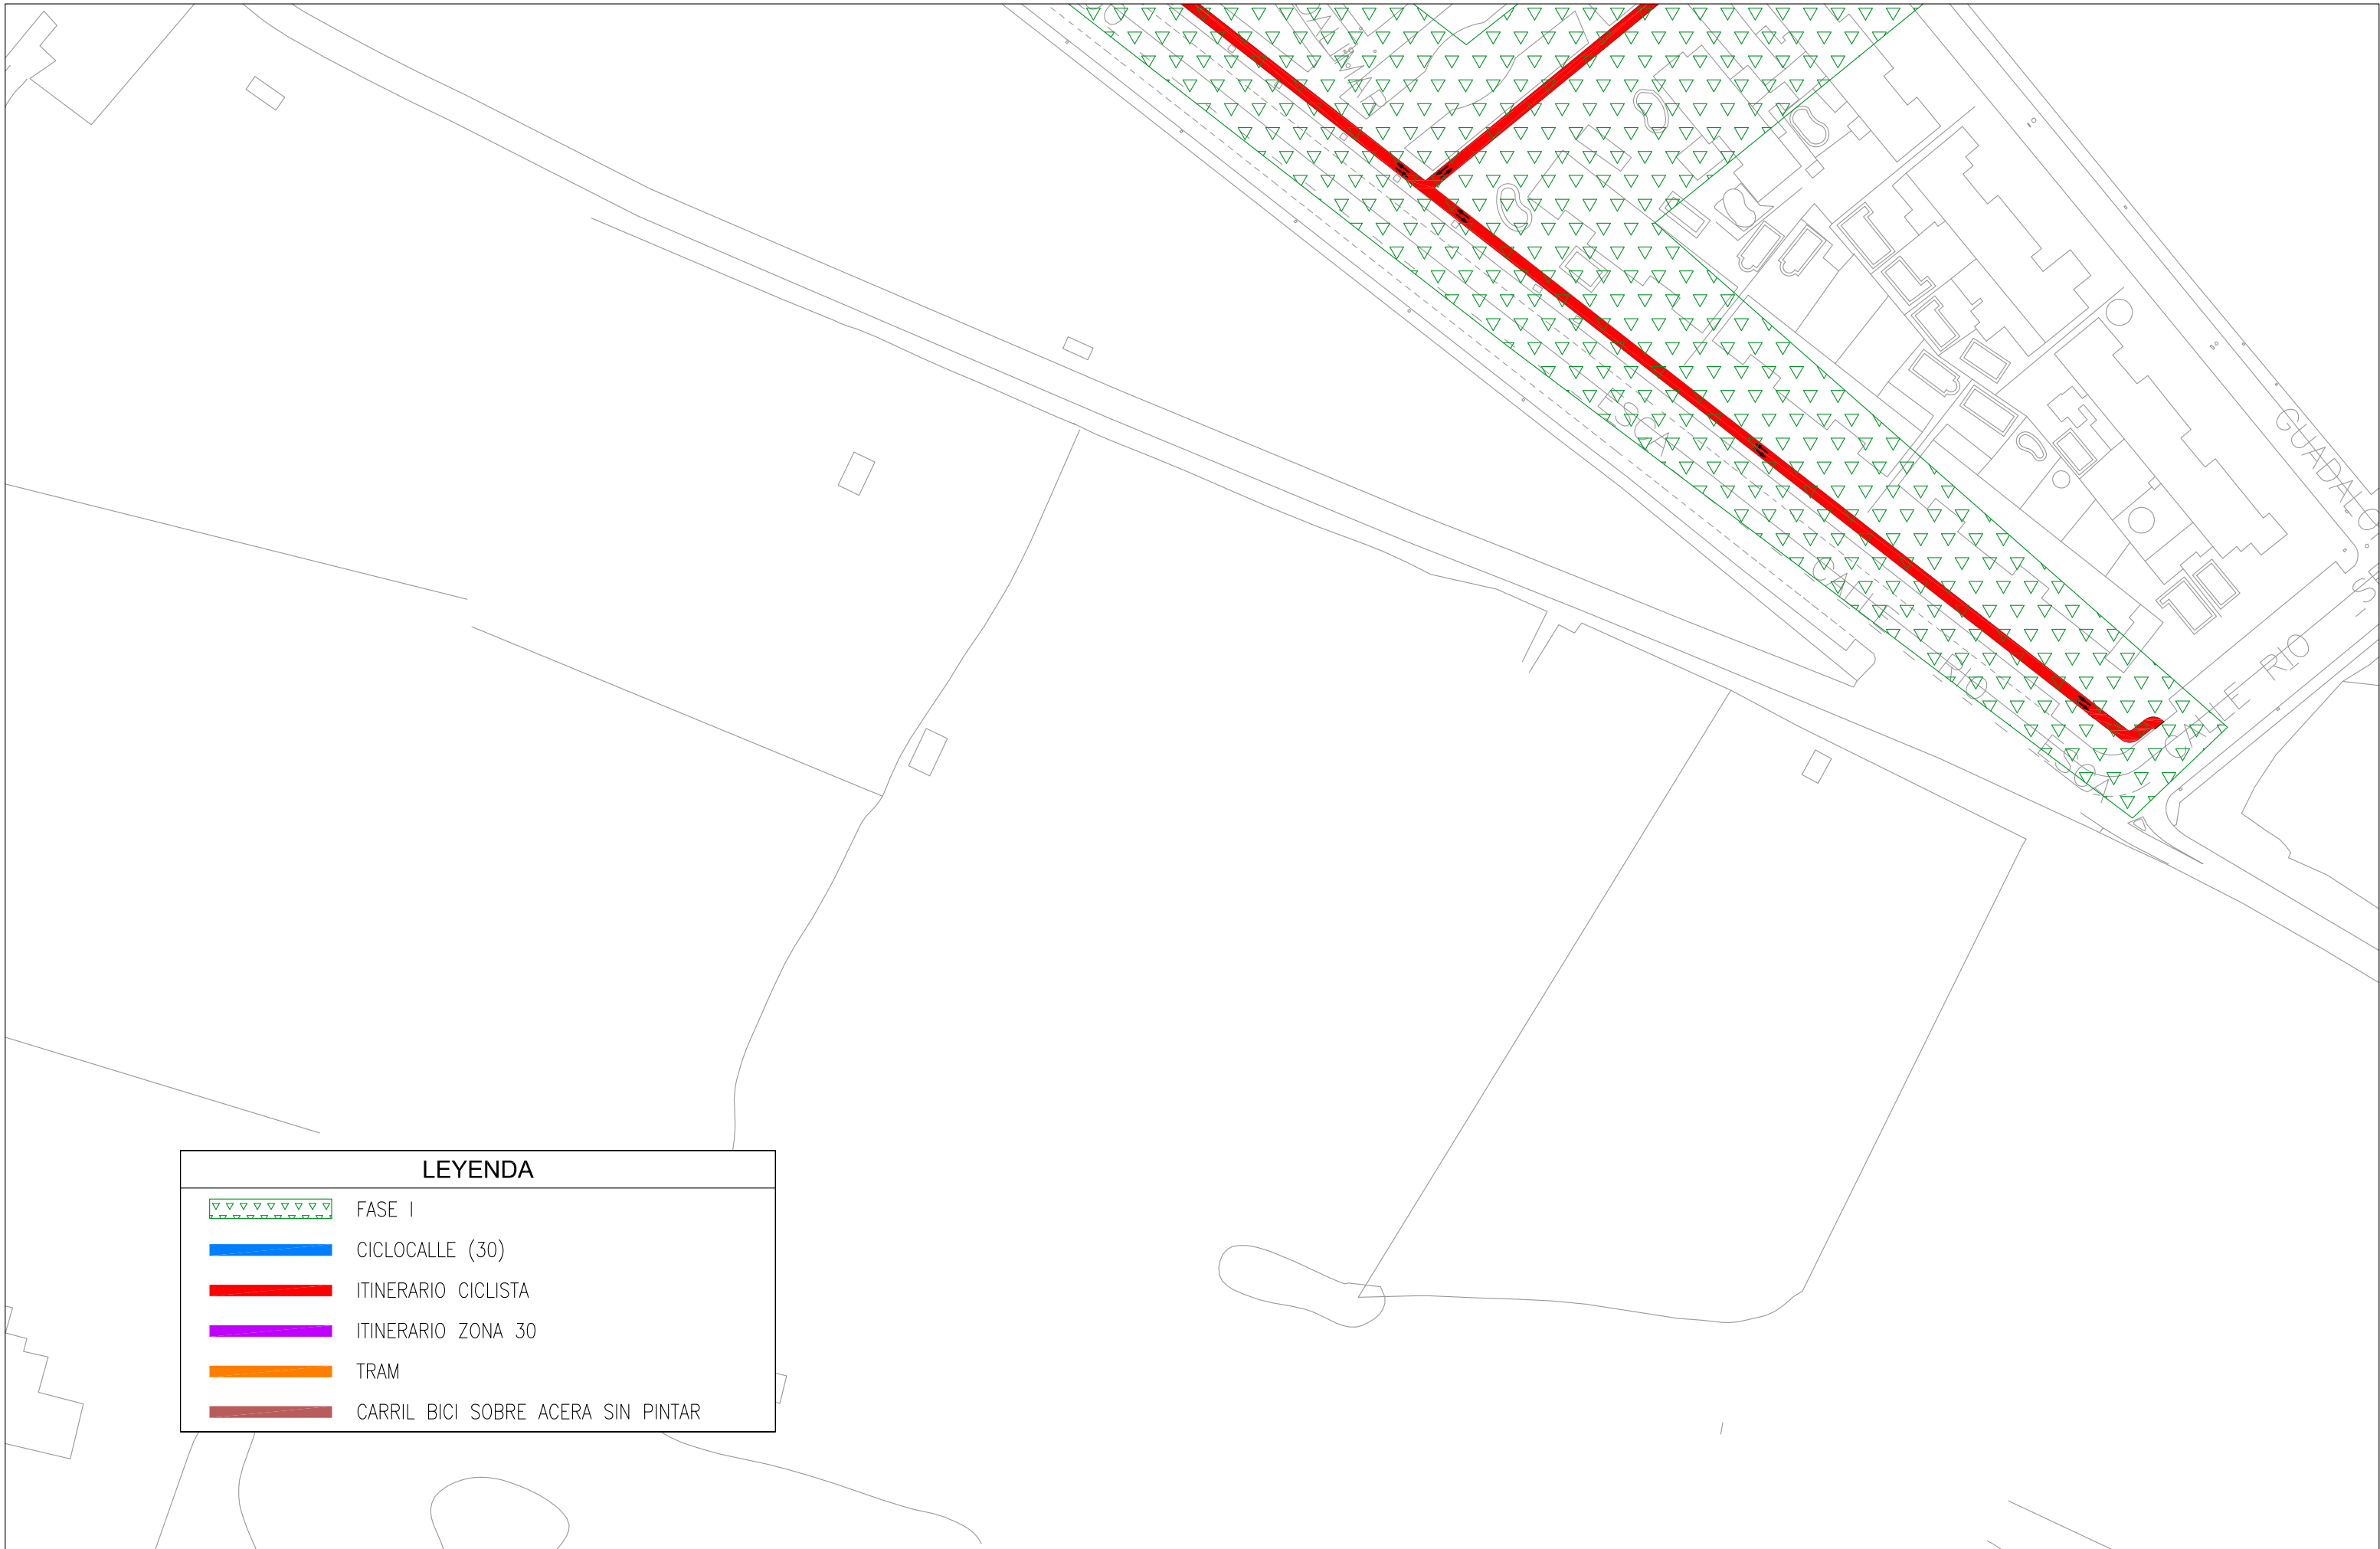 LEYENDA
FASE I
CICLOCALLE (30)
ITINERARIO CICLISTA
ITINERARIO ZONA 30
TRAM
CARRIL BICI SOBRE ACERA SIN PINTAR